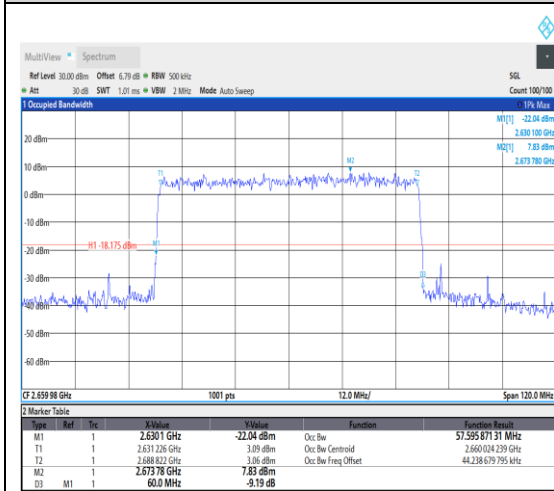 MultiView Spectrum
Ref Level 30.00 dBm Offset 6.79 dB RBW 500 kHz SGL
Att 30 dB SWT 1.01 ms VBW 2 MHz Mode Auto Sweep Count 100/100
1 Occupied Bandwidth 1Pk Max
M1[1] -22.04 dBm
2.630 100 GHz
M2[1] 7.83 dBm
2.673 780 GHz
20 dBm
10 dBm
T1 M2 T2
0 dBm
-10 dBm
-20 dBm
H1 -18.175 dBm
M1
-30 dBm
D3
-40 dBm
-50 dBm
-60 dBm
CF 2.659 98 GHz 1001 pts 12.0 MHz/ Span 120.0 MHz
2 Marker Table
Type Ref Trc X-Value Y-Value Function Function Result
M1 1 2.6301 GHz -22.04 dBm Occ Bw 57.595 871 31 MHz
T1 1 2.631 226 GHz 3.09 dBm Occ Bw Centroid 2.660 024 239 GHz
T2 1 2.688 822 GHz 3.06 dBm Occ Bw Freq Offset 44.238 679 795 kHz
M2 1 2.673 78 GHz 7.83 dBm
D3 M1 1 60.0 MHz -9.19 dB